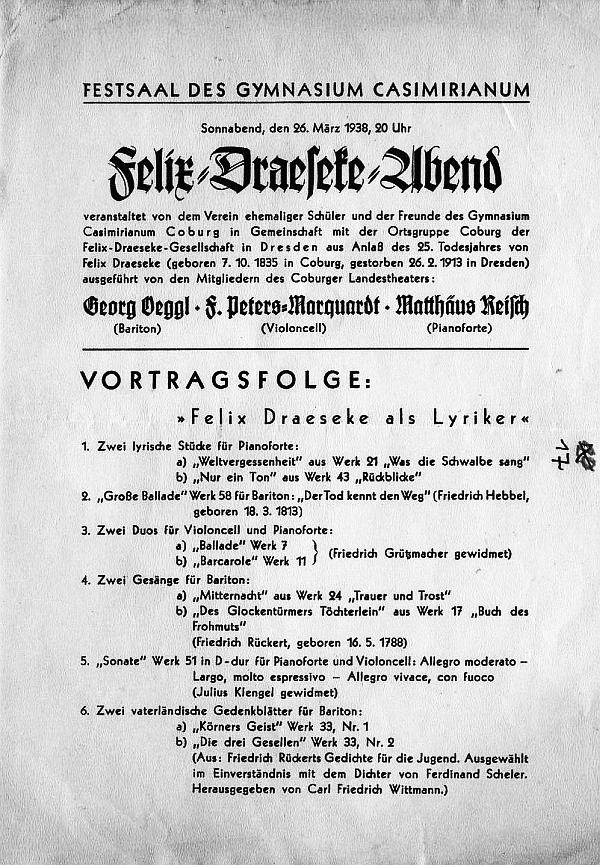 FESTSAAL DES GYMNASIUM CASIMIRIANUM
Sonnabend, den 26. März 1938, 20 Uhr
Felix-Draeseke-Abend
veranstaltet von dem Verein ehemaliger Schüler und der Freunde des Gymnasium
Casimirianum Coburg in Gemeinschaft mit der Ortsgruppe Coburg der
Felix-Draeseke-Gesellschaft in Dresden aus Anlaß des 25. Todesjahres von
Felix Draeseke (geboren 7. 10. 1835 in Coburg, gestorben 26. 2. 1913 in Dresden)
ausgeführt von den Mitgliedern des Coburger Landestheaters:
Georg Oeggl · F. Peters-Marquardt · Matthäus Reisch
(Bariton) (Violoncell) (Pianoforte)
VORTRAGSFOLGE:
»Felix Draeseke als Lyriker«
1. Zwei lyrische Stücke für Pianoforte:
a) „Weltvergessenheit" aus Werk 21 „Was die Schwalbe sang"
b) „Nur ein Ton" aus Werk 43 „Rückblicke"
2. „Große Ballade" Werk 58 für Bariton: „Der Tod kennt den Weg" (Friedrich Hebbel,
geboren 18. 3. 1813)
3. Zwei Duos für Violoncell und Pianoforte:
a) „Ballade" Werk 7
b) „Barcarole" Werk 11 } (Friedrich Grützmacher gewidmet)
4. Zwei Gesänge für Bariton:
a) „Mitternacht" aus Werk 24 „Trauer und Trost"
b) „Des Glockentürmers Töchterlein" aus Werk 17 „Buch des
Frohmuts"
(Friedrich Rückert, geboren 16. 5. 1788)
5. „Sonate" Werk 51 in D-dur für Pianoforte und Violoncell: Allegro moderato –
Largo, molto espressivo – Allegro vivace, con fuoco
(Julius Klengel gewidmet)
6. Zwei vaterländische Gedenkblätter für Bariton:
a) „Körners Geist" Werk 33, Nr. 1
b) „Die drei Gesellen" Werk 33, Nr. 2
(Aus: Friedrich Rückerts Gedichte für die Jugend. Ausgewählt
im Einverständnis mit dem Dichter von Ferdinand Scheler.
Herausgegeben von Carl Friedrich Wittmann.)
17